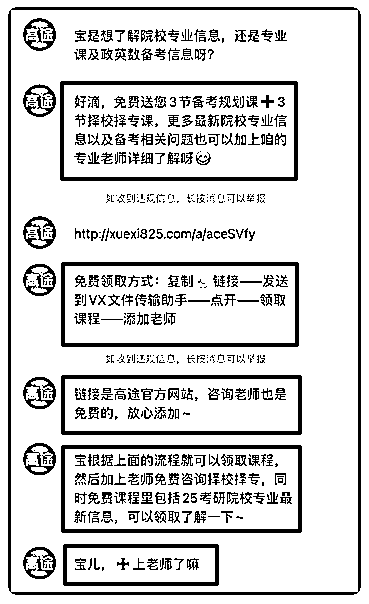 高途
宝是想了解院校专业信息，还是专业
课及政英数备考信息呀？
高途
好滴，免费送您3节备考规划课➕3
节择校择专课，更多最新院校专业信
息以及备考相关问题也可以加上咱的
专业老师详细了解呀
如收到违规信息，长按消息可以举报
高途
http://xuexi825.com/a/aceSVfy
高途
免费领取方式：复制 链接——发送
到VX文件传输助手——点开——领取
课程——添加老师
如收到违规信息，长按消息可以举报
高途
链接是高途官方网站，咨询老师也是
免费的，放心添加~
高途
宝根据上面的流程就可以领取课程，
然后加上老师免费咨询择校择专，同
时免费课程里包括25考研院校专业最
新信息，可以领取了解一下~
高途
宝儿，➕上老师了嘛